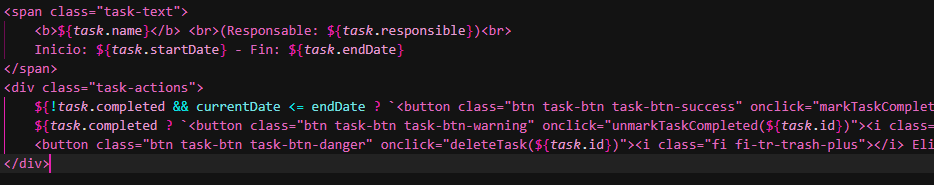 <span class="task-text">
<b>${task.name}</b> <br>(Responsable: ${task.responsible})<br>
Inicio: ${task.startDate} - Fin: ${task.endDate}
</span>
<div class="task-actions">
${!task.completed && currentDate <= endDate ? `<button class="btn task-btn task-btn-success" onclick="markTaskComplet
${task.completed ? `<button class="btn task-btn task-btn-warning" onclick="unmarkTaskCompleted(${task.id})"><i class=
<button class="btn task-btn task-btn-danger" onclick="deleteTask(${task.id})"><i class="fi fi-tr-trash-plus"></i> Eli
</div>